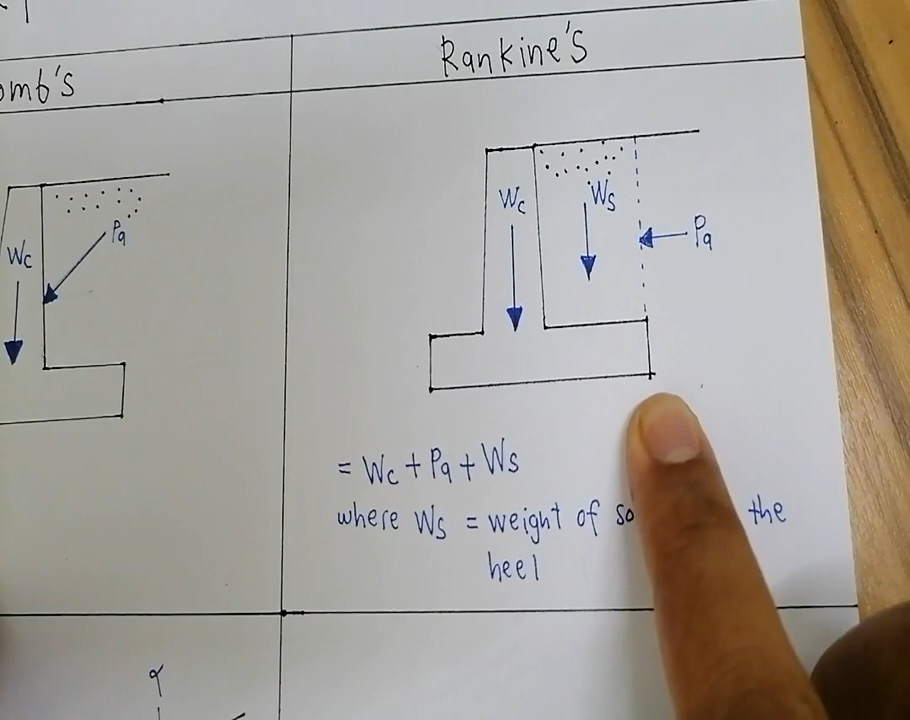 omb's
Rankine's
Wc
Pa
Wc
Ws
Pa
= Wc + Pa + Ws
where Ws = weight of so the
heel
α